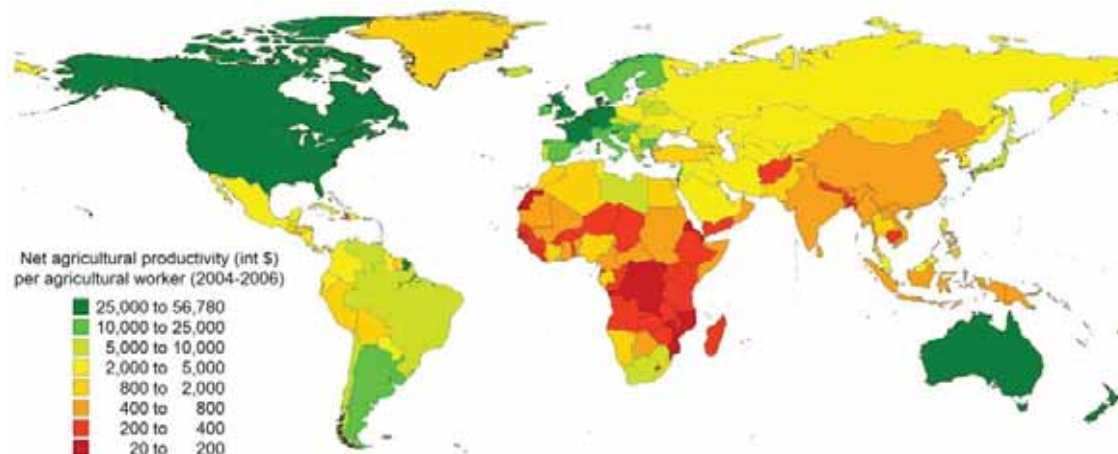 Net agricultural productivity (int $)
per agricultural worker (2004-2006)
25,000 to 56,780
10,000 to 25,000
5,000 to 10,000
2,000 to 5,000
800 to 2,000
400 to 800
200 to 400
20 to 200